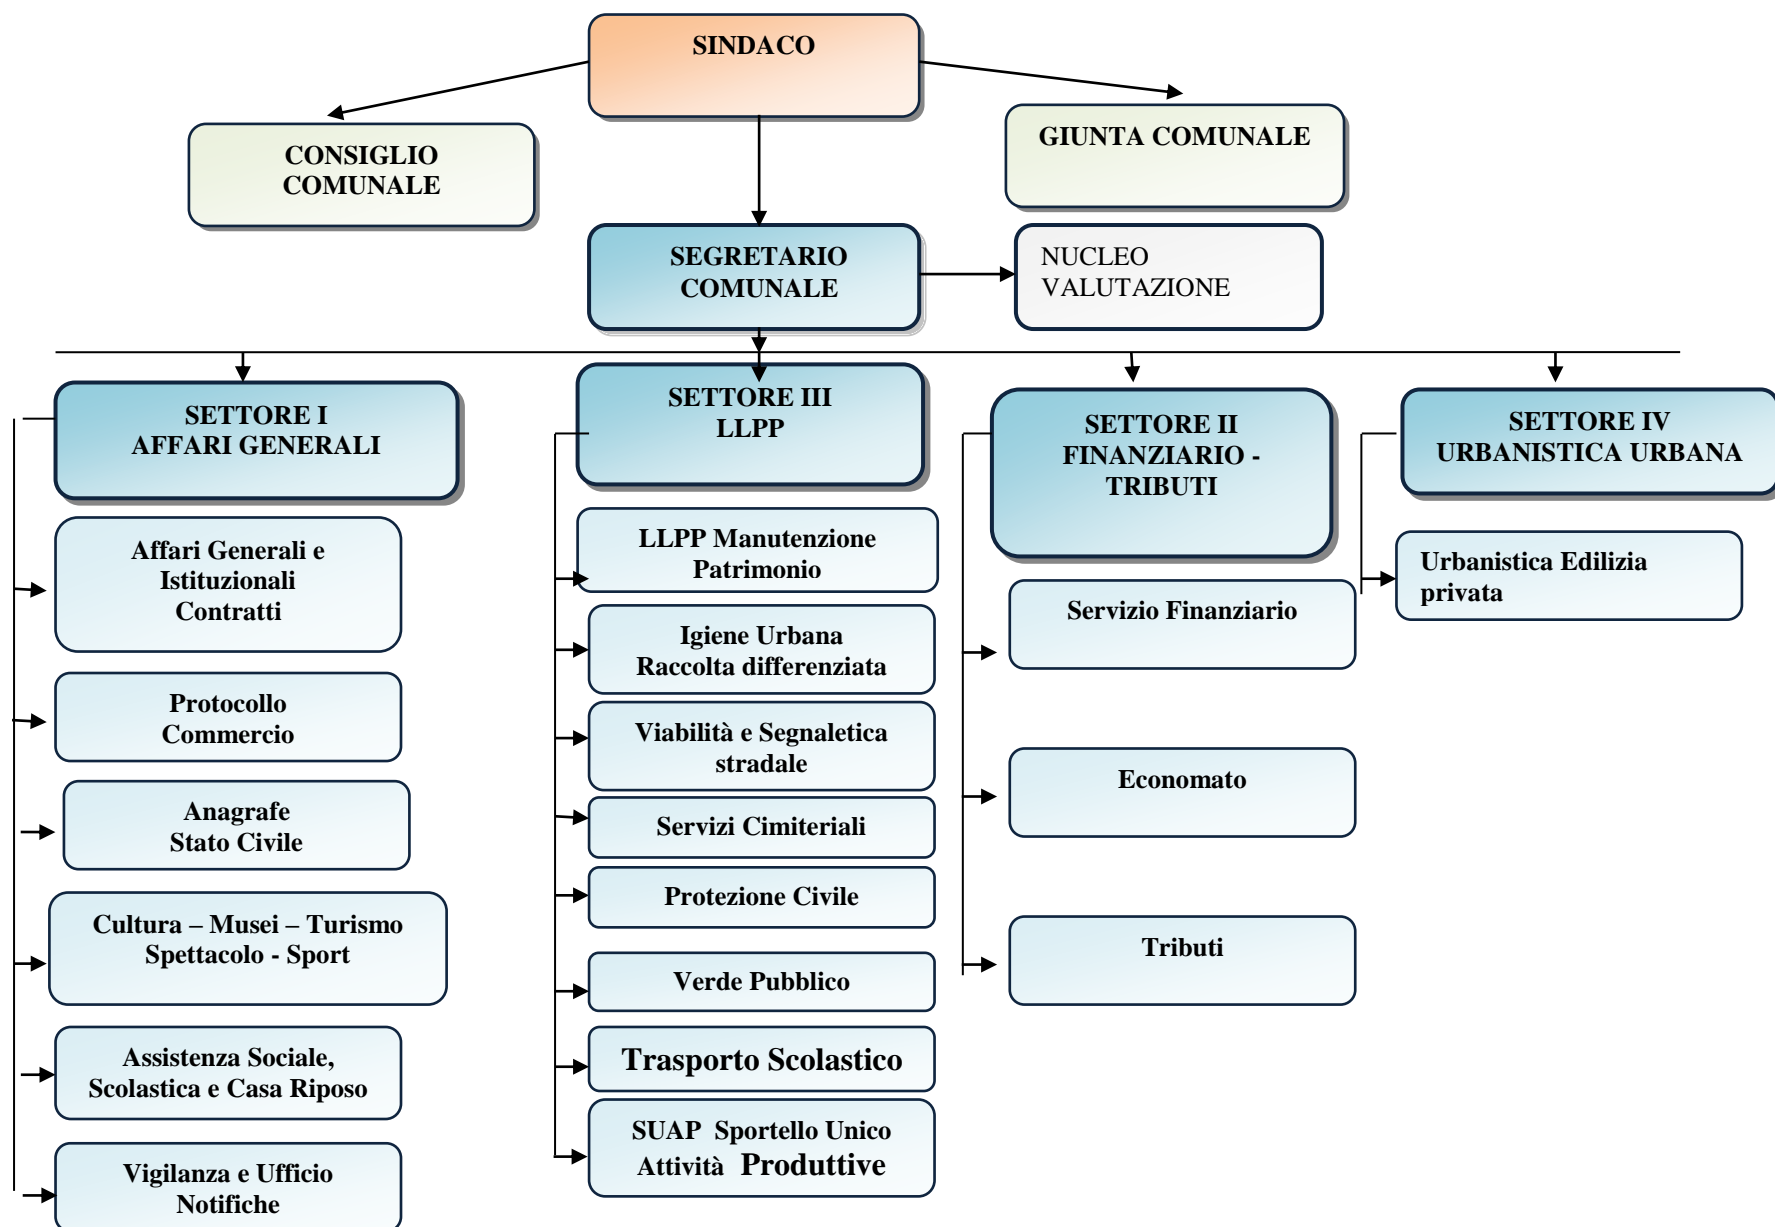 SINDACO
CONSIGLIO
COMUNALE
GIUNTA COMUNALE
SEGRETARIO
COMUNALE
NUCLEO
VALUTAZIONE
SETTORE I
AFFARI GENERALI
Affari Generali e
Istituzionali
Contratti
Protocollo
Commercio
Anagrafe
Stato Civile
Cultura – Musei – Turismo
Spettacolo - Sport
Assistenza Sociale,
Scolastica e Casa Riposo
Vigilanza e Ufficio
Notifiche
SETTORE III
LLPP
LLPP Manutenzione
Patrimonio
Igiene Urbana
Raccolta differenziata
Viabilità e Segnaletica
stradale
Servizi Cimiteriali
Protezione Civile
Verde Pubblico
Trasporto Scolastico
SUAP Sportello Unico
Attività Produttive
SETTORE II
FINANZIARIO -
TRIBUTI
Servizio Finanziario
Economato
Tributi
SETTORE IV
URBANISTICA URBANA
Urbanistica Edilizia
privata